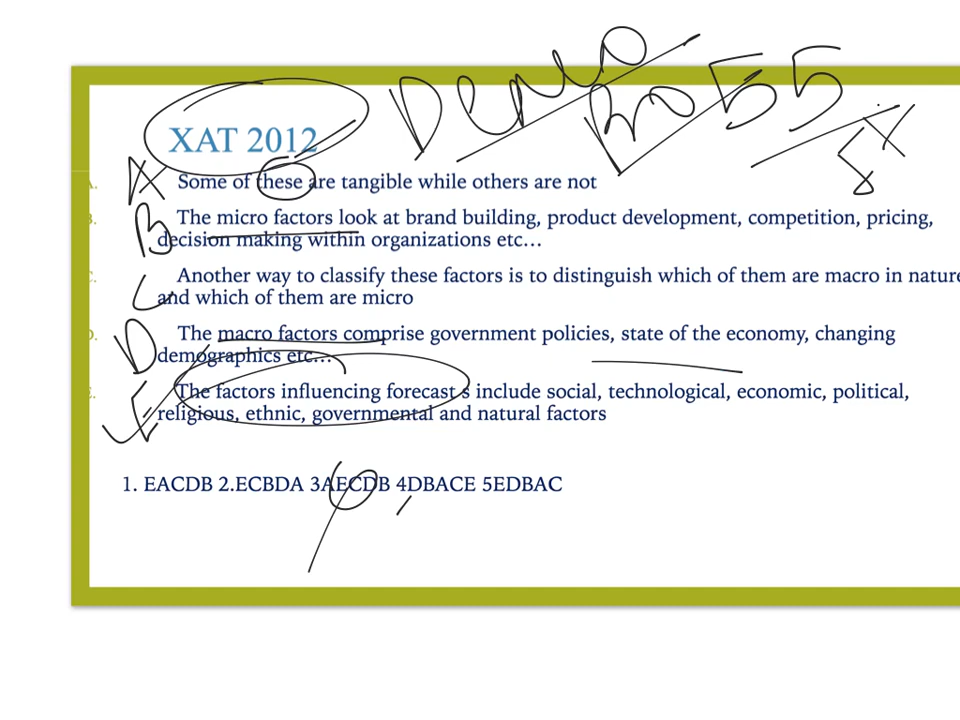 Demo
55
XAT 2012
A. Some of these are tangible while others are not
B. The micro factors look at brand building, product development, competition, pricing,
decision making within organizations etc...
C. Another way to classify these factors is to distinguish which of them are macro in nature
and which of them are micro
D. The macro factors comprise government policies, state of the economy, changing
demographics etc...
E. The factors influencing forecast s include social, technological, economic, political,
religious, ethnic, governmental and natural factors
1. EACDB 2.ECBDA 3AECDB 4DBACE 5EDBAC